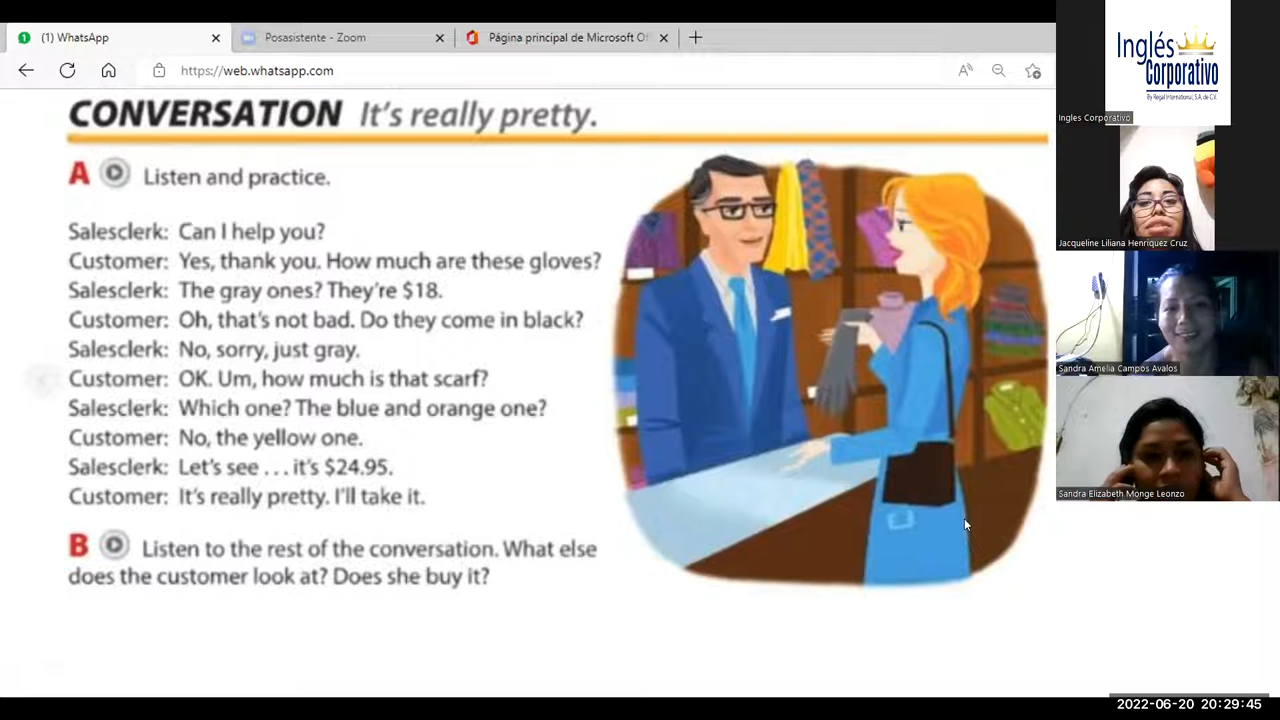 (1) WhatsApp
Posasistente - Zoom
Página principal de Microsoft Of
https://web.whatsapp.com
CONVERSATION It's really pretty.
A Listen and practice.
Salesclerk: Can I help you?
Customer: Yes, thank you. How much are these gloves?
Salesclerk: The gray ones? They're $18.
Customer: Oh, that's not bad. Do they come in black?
Salesclerk: No, sorry, just gray.
Customer: OK. Um, how much is that scarf?
Salesclerk: Which one? The blue and orange one?
Customer: No, the yellow one.
Salesclerk: Let's see . . . it's $24.95.
Customer: It's really pretty. I'll take it.
B Listen to the rest of the conversation. What else
does the customer look at? Does she buy it?
Inglés
Corporativo
By Regal International, S.A. de C.V.
Ingles Corporativo
Jacqueline Liliana Henriquez Cruz
Sandra Amelia Campos Avalos
Sandra Elizabeth Monge Leonzo
2022-06-20 20:29:45